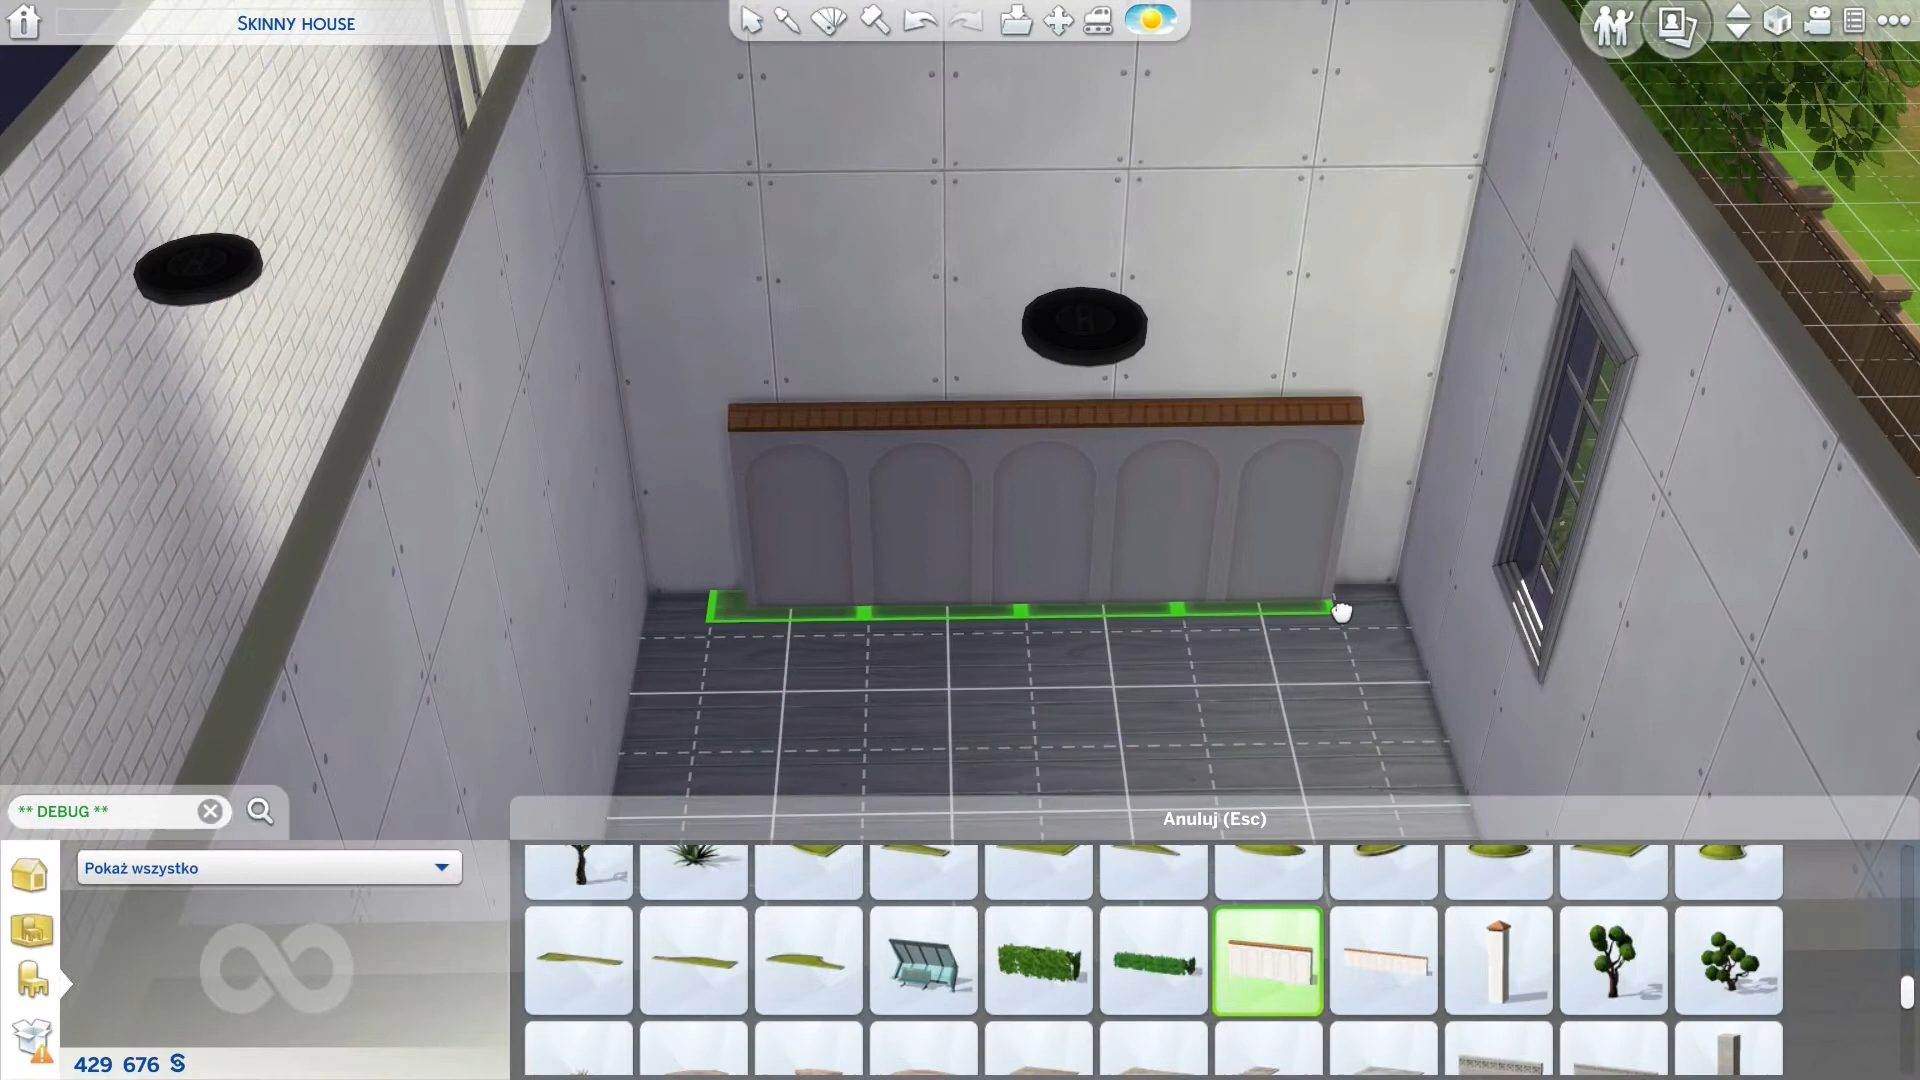 SKINNY HOUSE
** DEBUG **
Anuluj (Esc)
Pokaż wszystko
429 676 §